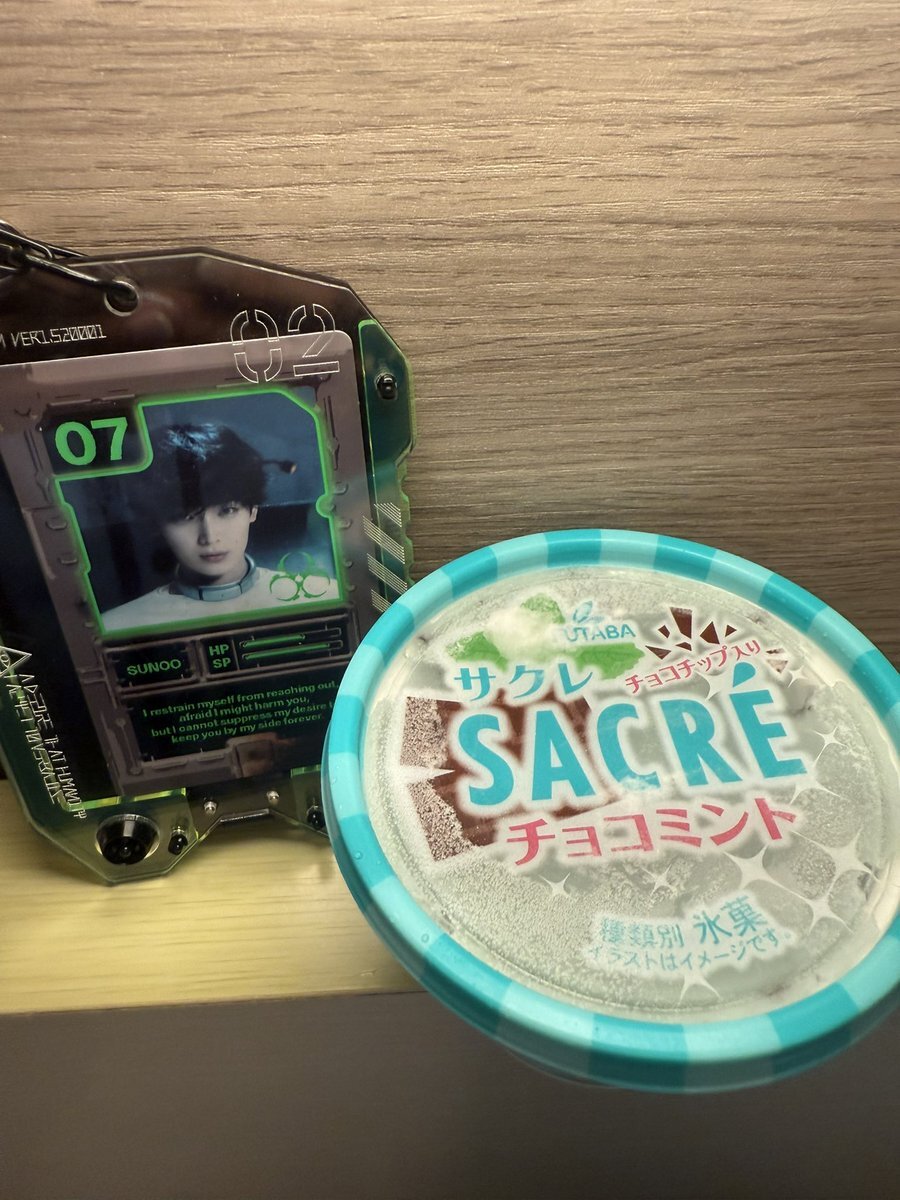 VER1S20001
02
07
SUNOO
HP
SP
I restrain myself from reaching out,
afraid I might harm you,
but I cannot suppress my desire
keep you by my side forever
UTABA
チョコチップ入り
サクレ
SACRÉ
チョコミント
種類別 氷菓
イラストはイメージです。